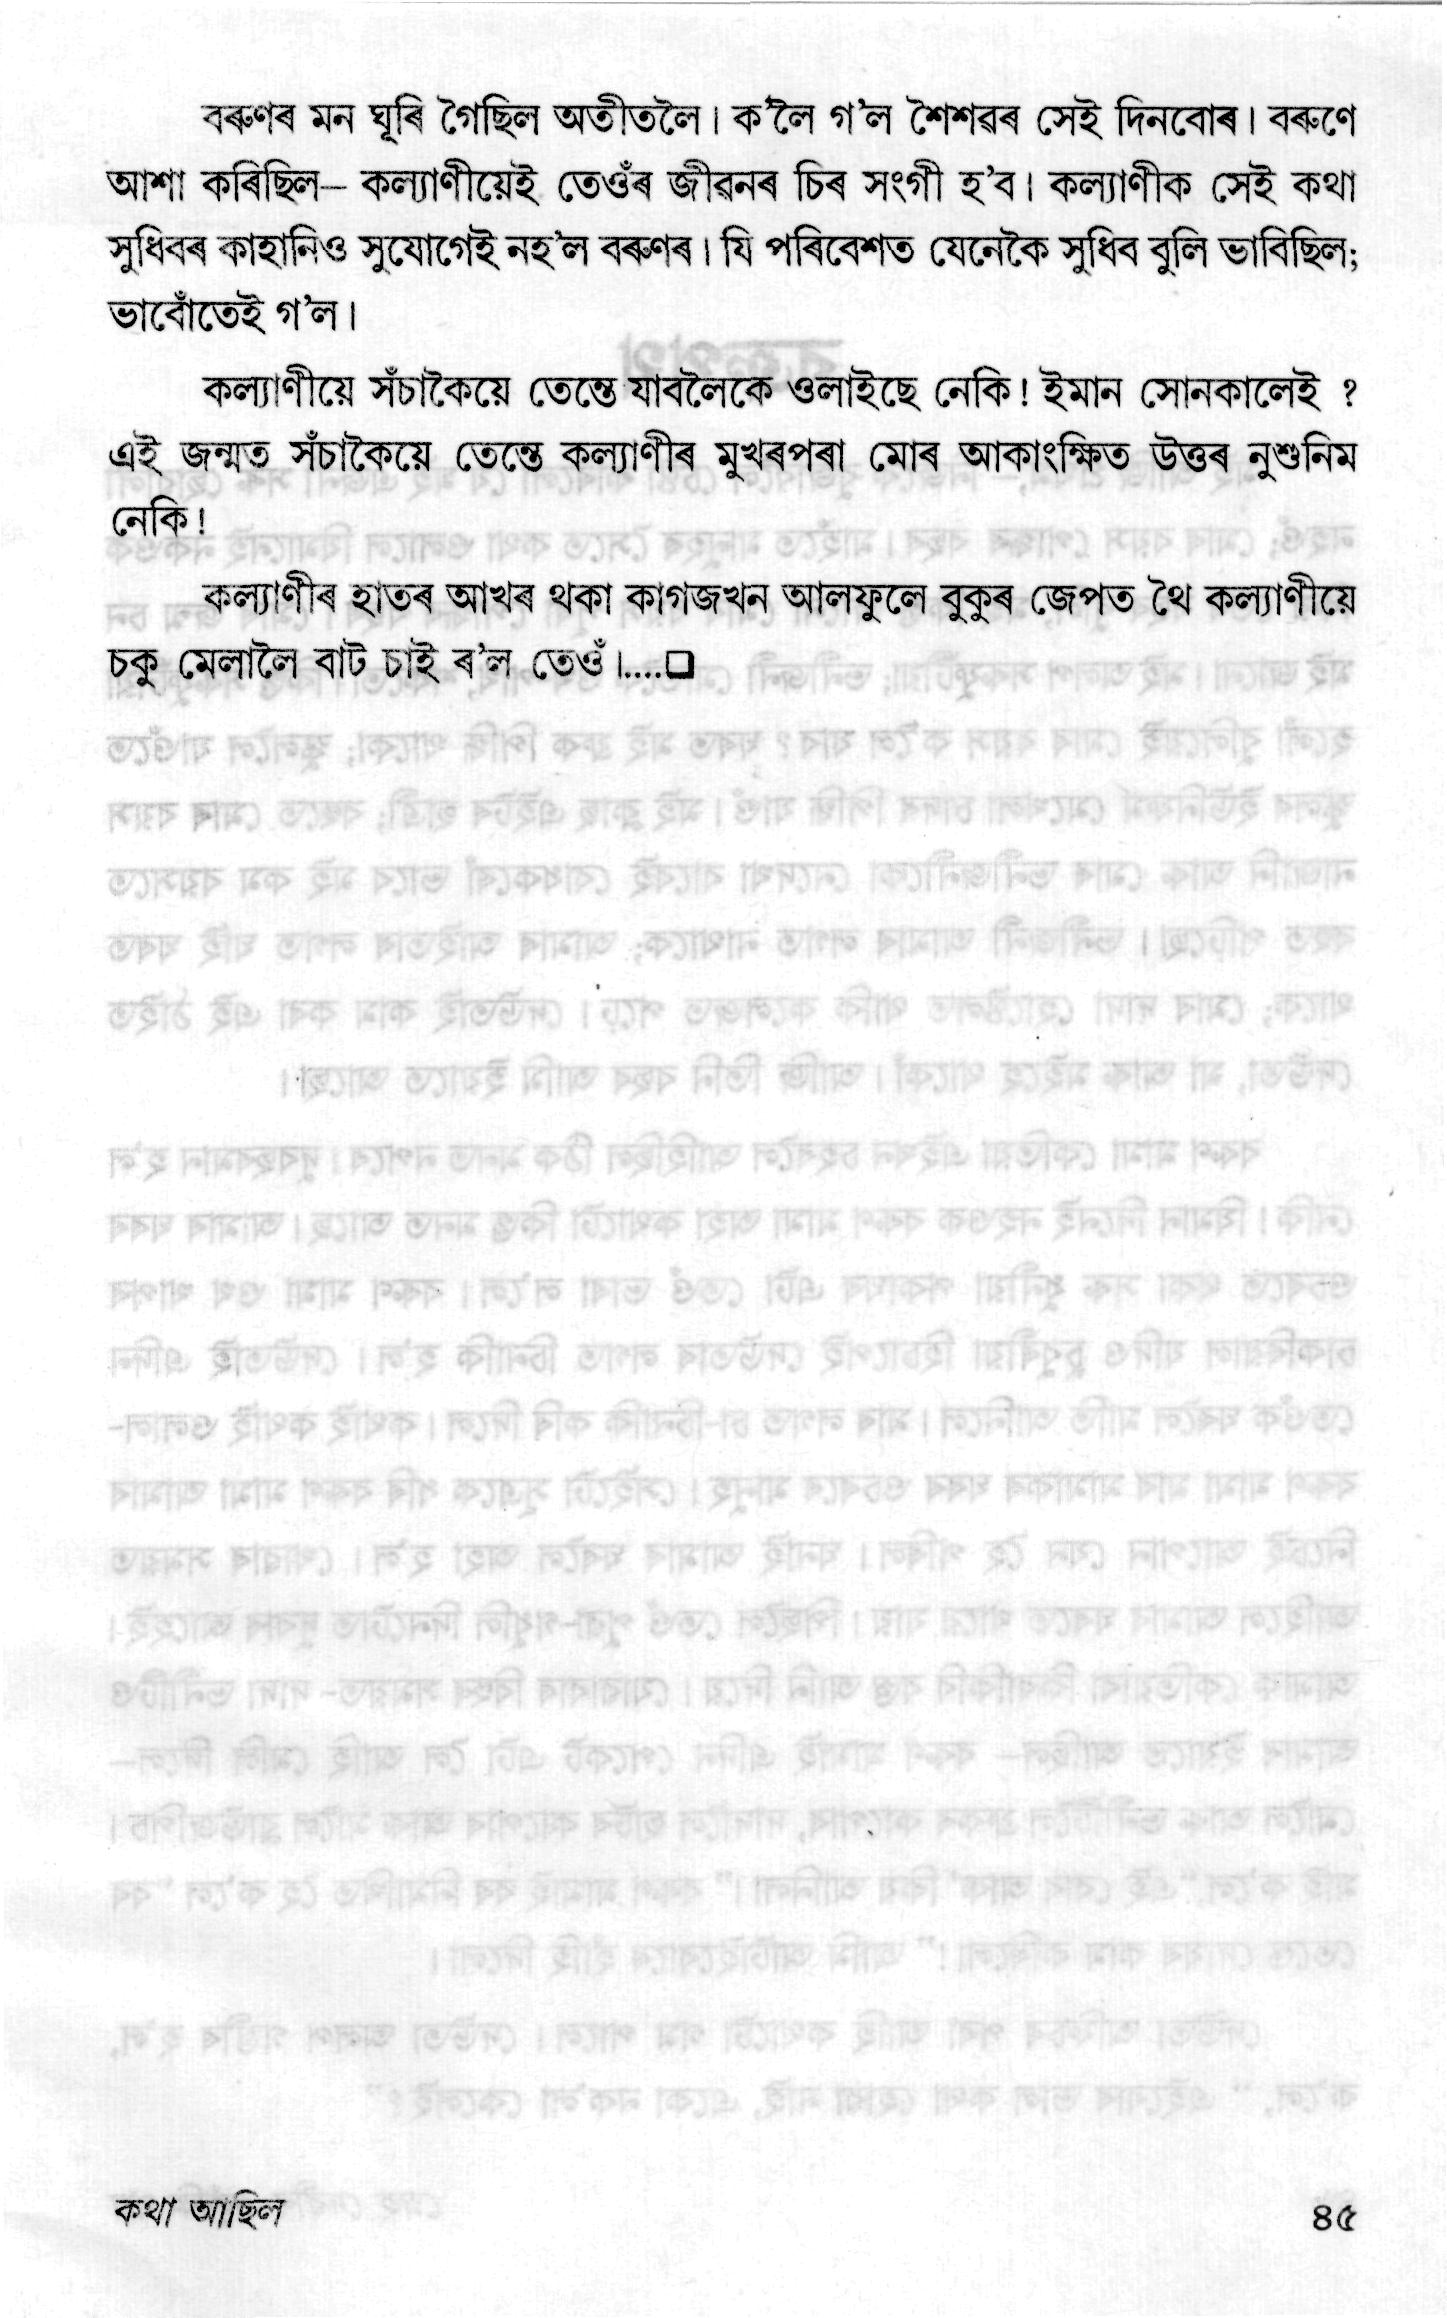 বৰুণৰ মন ঘূৰি গৈছিল অতীতলৈ। ক’লৈ গ’ল শৈশৱৰ সেই দিনবোৰ। বৰুণে
আশা কৰিছিল– কল্যাণীয়েই তেওঁৰ জীৱনৰ চিৰ সংগী হ’ব। কল্যাণীক সেই কথা
সুধিবৰ কাহানিও সুযোগেই নহ’ল বৰুণৰ। যি পৰিবেশত যেনেকৈ সুধিব বুলি ভাবিছিল;
ভাবোঁতেই গ’ল।
কল্যাণীয়ে সঁচাকৈয়ে তেন্তে যাবলৈকে ওলাইছে নেকি! ইমান সোনকালেই ?
এই জন্মত সঁচাকৈয়ে তেন্তে কল্যাণীৰ মুখৰপৰা মোৰ আকাংক্ষিত উত্তৰ নুশুনিম
নেকি!
কল্যাণীৰ হাতৰ আখৰ থকা কাগজখন আলফুলে বুকুৰ জেপত থৈ কল্যাণীয়ে
চকু মেলালৈ বাট চাই ৰ’ল তেওঁ।....❑
কথা আছিল
৪৫